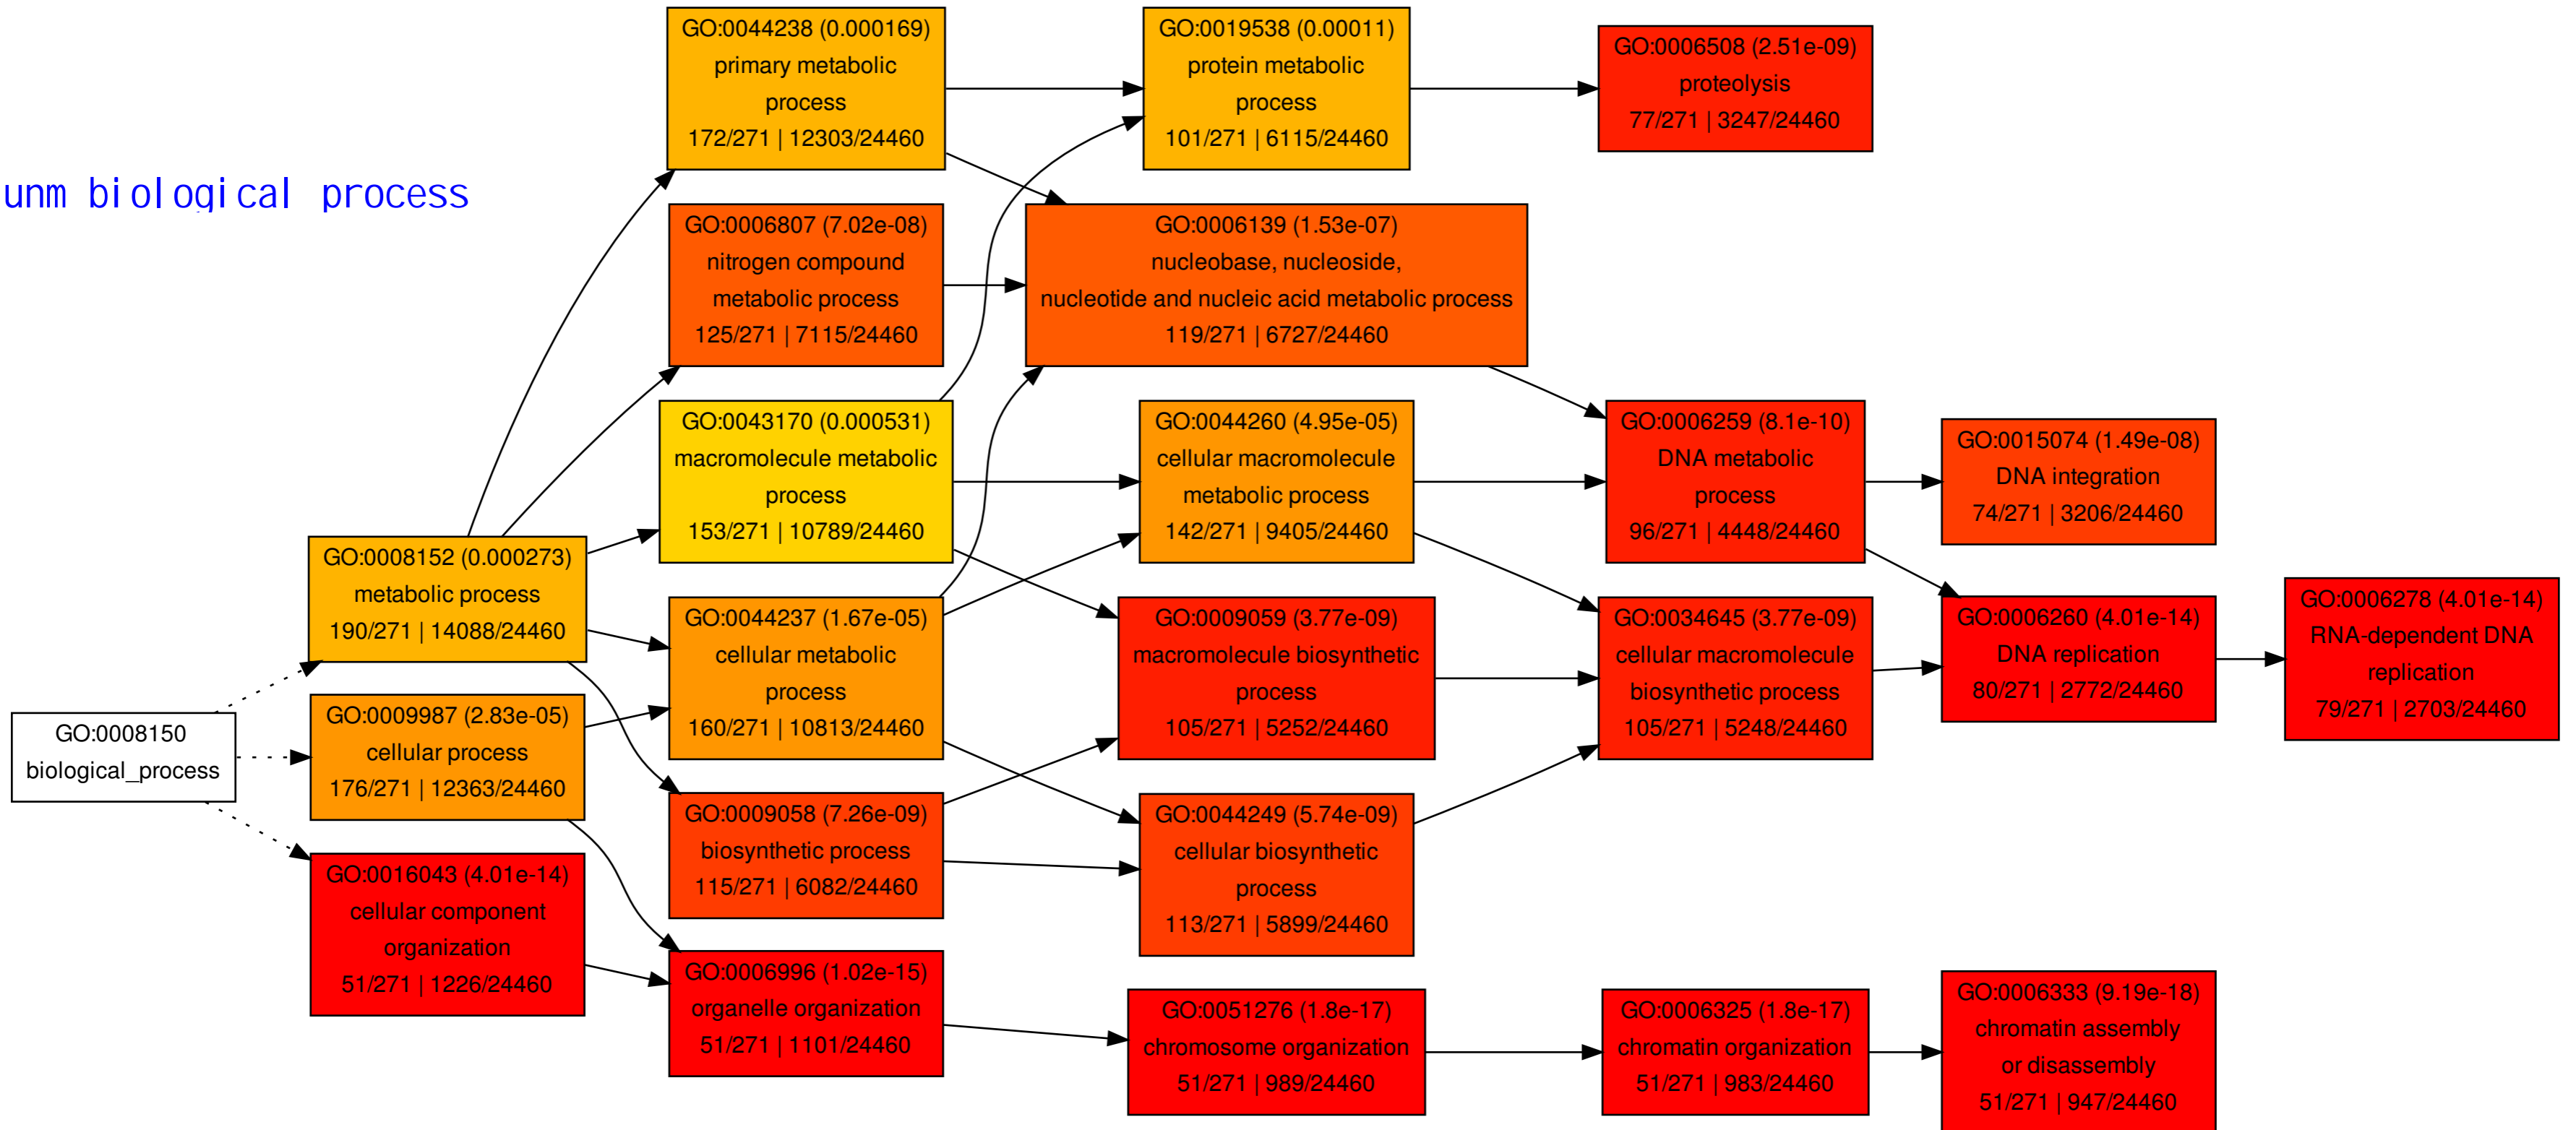 GO:0044238 (0.000169)
primary metabolic
process
172/271 | 12303/24460
GO:0019538 (0.00011)
protein metabolic
process
101/271 | 6115/24460
GO:0006508 (2.51e-09)
proteolysis
77/271 | 3247/24460
unm biological process
GO:0006807 (7.02e-08)
nitrogen compound
metabolic process
125/271 | 7115/24460
GO:0006139 (1.53e-07)
nucleobase, nucleoside,
nucleotide and nucleic acid metabolic process
119/271 | 6727/24460
GO:0043170 (0.000531)
macromolecule metabolic
process
153/271 | 10789/24460
GO:0044260 (4.95e-05)
cellular macromolecule
metabolic process
142/271 | 9405/24460
GO:0006259 (8.1e-10)
DNA metabolic
process
96/271 | 4448/24460
GO:0015074 (1.49e-08)
DNA integration
74/271 | 3206/24460
GO:0008152 (0.000273)
metabolic process
190/271 | 14088/24460
GO:0044237 (1.67e-05)
cellular metabolic
process
160/271 | 10813/24460
GO:0009059 (3.77e-09)
macromolecule biosynthetic
process
105/271 | 5252/24460
GO:0034645 (3.77e-09)
cellular macromolecule
biosynthetic process
105/271 | 5248/24460
GO:0006260 (4.01e-14)
DNA replication
80/271 | 2772/24460
GO:0006278 (4.01e-14)
RNA-dependent DNA
replication
79/271 | 2703/24460
GO:0008150
biological_process
GO:0009987 (2.83e-05)
cellular process
176/271 | 12363/24460
GO:0009058 (7.26e-09)
biosynthetic process
115/271 | 6082/24460
GO:0044249 (5.74e-09)
cellular biosynthetic
process
113/271 | 5899/24460
GO:0016043 (4.01e-14)
cellular component
organization
51/271 | 1226/24460
GO:0006996 (1.02e-15)
organelle organization
51/271 | 1101/24460
GO:0051276 (1.8e-17)
chromosome organization
51/271 | 989/24460
GO:0006325 (1.8e-17)
chromatin organization
51/271 | 983/24460
GO:0006333 (9.19e-18)
chromatin assembly
or disassembly
51/271 | 947/24460